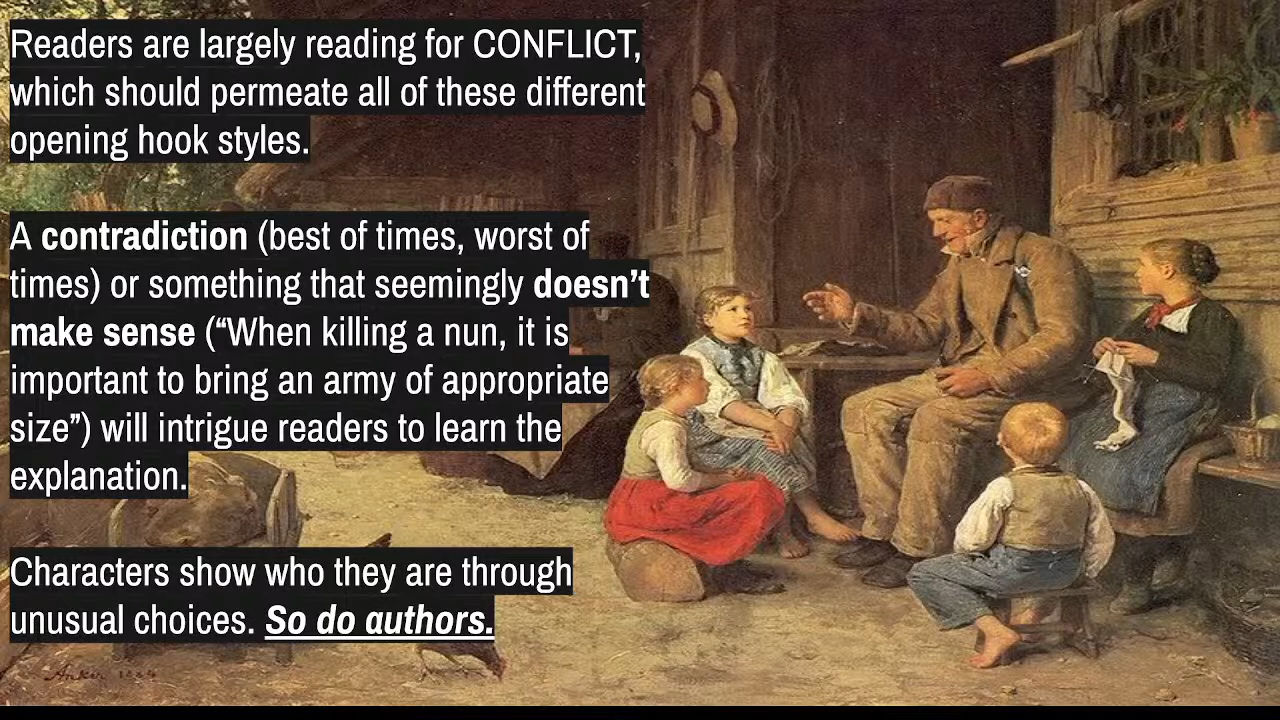 Readers are largely reading for CONFLICT,
which should permeate all of these different
opening hook styles.
A contradiction (best of times, worst of
times) or something that seemingly doesn’t
make sense (“When killing a nun, it is
important to bring an army of appropriate
size”) will intrigue readers to learn the
explanation.
Characters show who they are through
unusual choices. So do authors.
Anker 1884